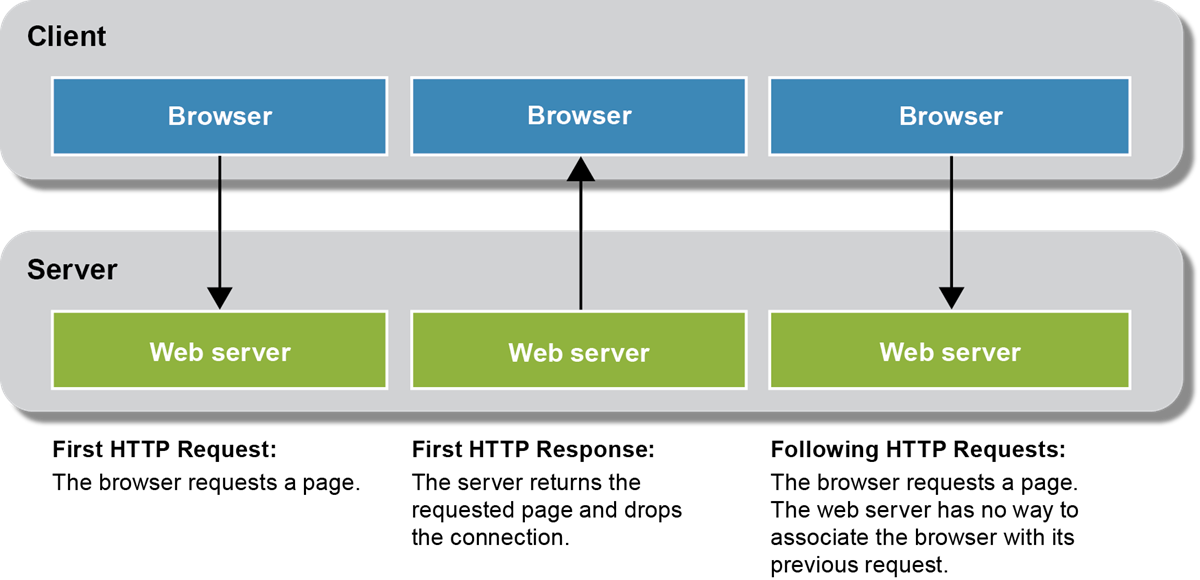 Client
Browser
Browser
Browser
Server
Web server
Web server
Web server
First HTTP Request:
The browser requests a page.
First HTTP Response:
The server returns the
requested page and drops
the connection.
Following HTTP Requests:
The browser requests a page.
The web server has no way to
associate the browser with its
previous request.